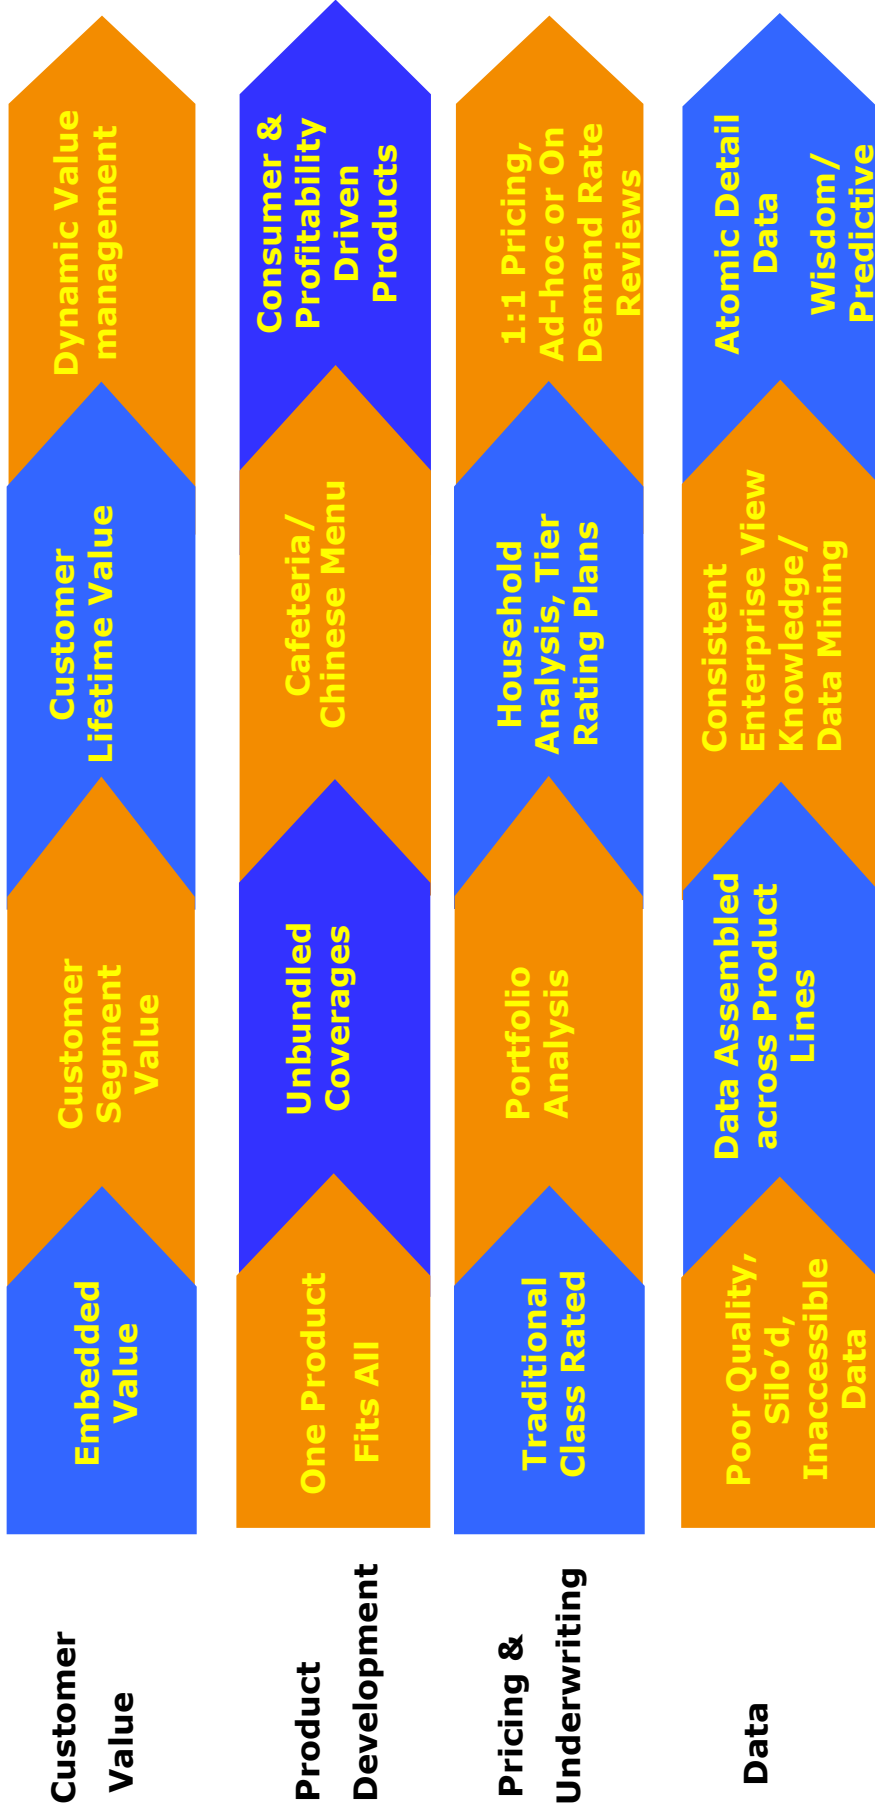 Customer
Value
Embedded
Value
Customer
Segment
Value
Customer
Lifetime Value
Dynamic Value
management
Product
Development
One Product
Fits All
Unbundled
Coverages
Cafeteria/
Chinese Menu
Consumer &
Profitability
Driven
Products
Pricing &
Underwriting
Traditional
Class Rated
Portfolio
Analysis
Household
Analysis, Tier
Rating Plans
1:1 Pricing,
Ad-hoc or On
Demand Rate
Reviews
Data
Poor Quality,
Silo’d,
Inaccessible
Data
Data Assembled
across Product
Lines
Consistent
Enterprise View
Knowledge/
Data Mining
Atomic Detail
Data
Wisdom/
Predictive